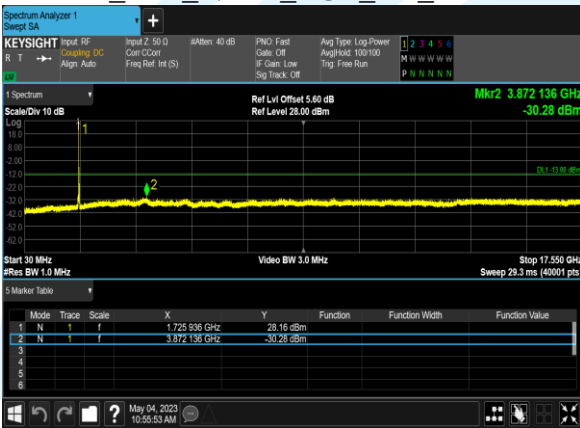 Spectrum Analyzer 1
Swept SA
+
KEYSIGHT Input: RF Input Z: 50 Ω #Atten: 40 dB PNO: Fast Avg Type: Log-Power 1 2 3 4 5 6
R T Coupling: DC Corr CCorr Gate: Off Avg|Hold: 100/100 M W W W W W
Align: Auto Freq Ref: Int (S) IF Gain: Low Trig: Free Run
LV Sig Track: Off P N N N N N
1 Spectrum Ref Lvl Offset 5.60 dB Mkr2 3.872 136 GHz
Scale/Div 10 dB Ref Level 28.00 dBm -30.28 dBm
Log
18.0
8.00
-2.00
-12.0
-22.0
-32.0
-42.0
-52.0
-62.0
1
2
DL1 -13.00 dBm
Start 30 MHz Video BW 3.0 MHz Stop 17.550 GHz
#Res BW 1.0 MHz Sweep 29.3 ms (40001 pts)
5 Marker Table
Mode Trace Scale X Y Function Function Width Function Value
1 N 1 f 1.725 936 GHz 28.16 dBm
2 N 1 f 3.872 136 GHz -30.28 dBm
3
4
5
6
? May 04, 2023
10:55:53 AM